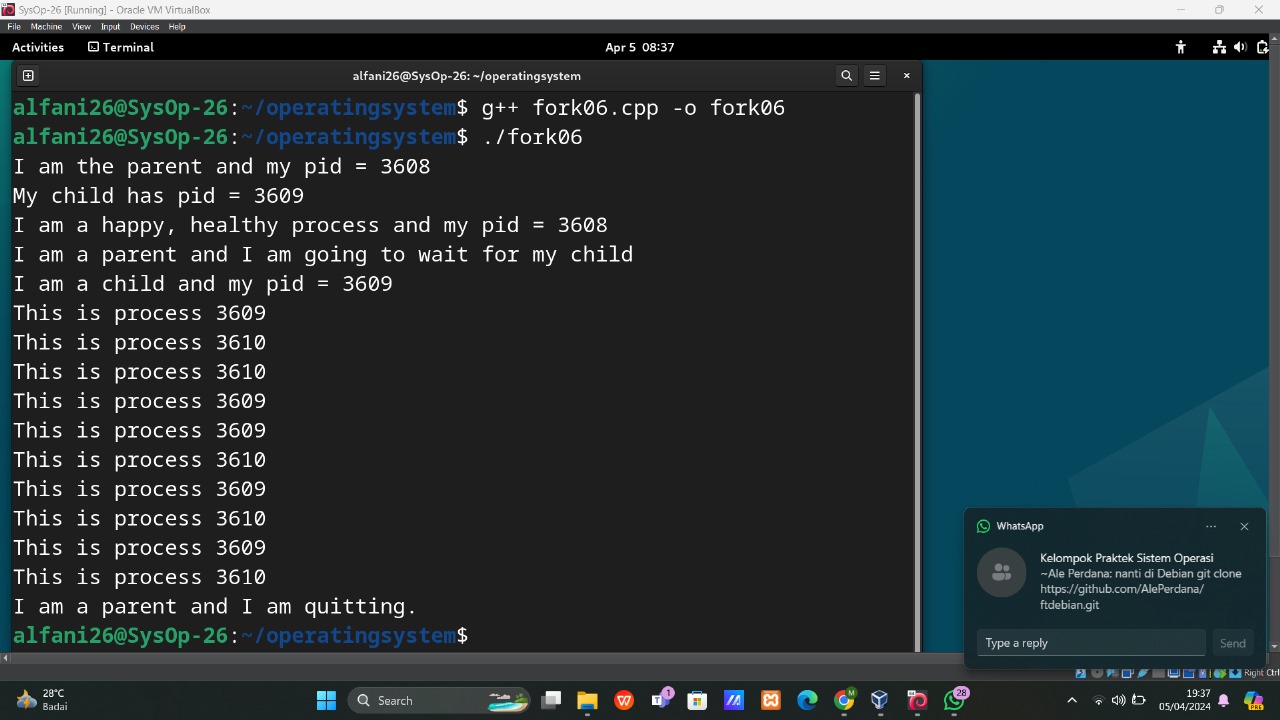 SysOp-26 [Running] - Oracle VM VirtualBox
File Machine View Input Devices Help
Activities Terminal Apr 5 08:37
alfani26@SysOp-26: ~/operatingsystem
alfani26@SysOp-26:~/operatingsystem$ g++ fork06.cpp -o fork06
alfani26@SysOp-26:~/operatingsystem$ ./fork06
I am the parent and my pid = 3608
My child has pid = 3609
I am a happy, healthy process and my pid = 3608
I am a parent and I am going to wait for my child
I am a child and my pid = 3609
This is process 3609
This is process 3610
This is process 3610
This is process 3609
This is process 3609
This is process 3610
This is process 3609
This is process 3610
This is process 3609
This is process 3610
I am a parent and I am quitting.
alfani26@SysOp-26:~/operatingsystem$
WhatsApp
Kelompok Praktek Sistem Operasi
~Ale Perdana: nanti di Debian git clone
https://github.com/AlePerdana/
ftdebian.git
Type a reply Send
Right Ctrl
28°C
Badai
Search
1
M
28
19:37
05/04/2024
PRE